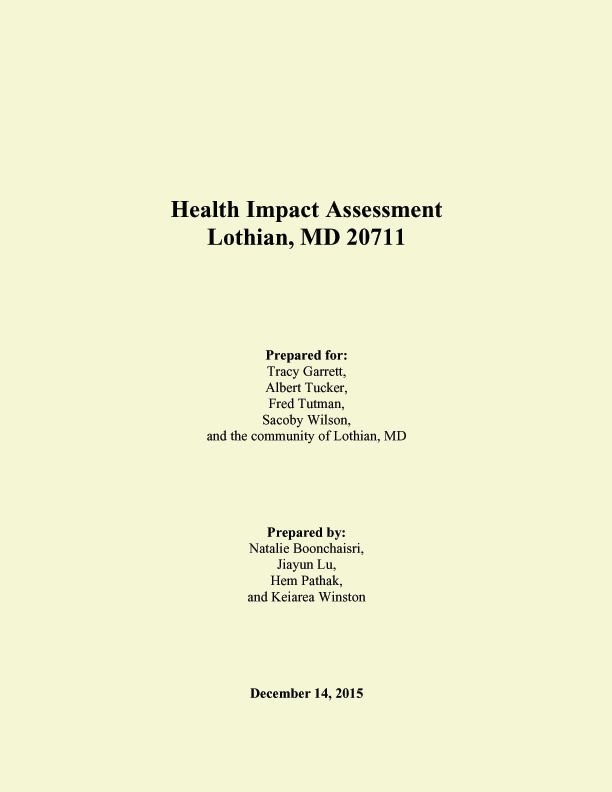 Health Impact Assessment
Lothian, MD 20711
Prepared for:
Tracy Garrett,
Albert Tucker,
Fred Tutman,
Sacoby Wilson,
and the community of Lothian, MD
Prepared by:
Natalie Boonchaisri,
Jiayun Lu,
Hem Pathak,
and Keiarea Winston
December 14, 2015